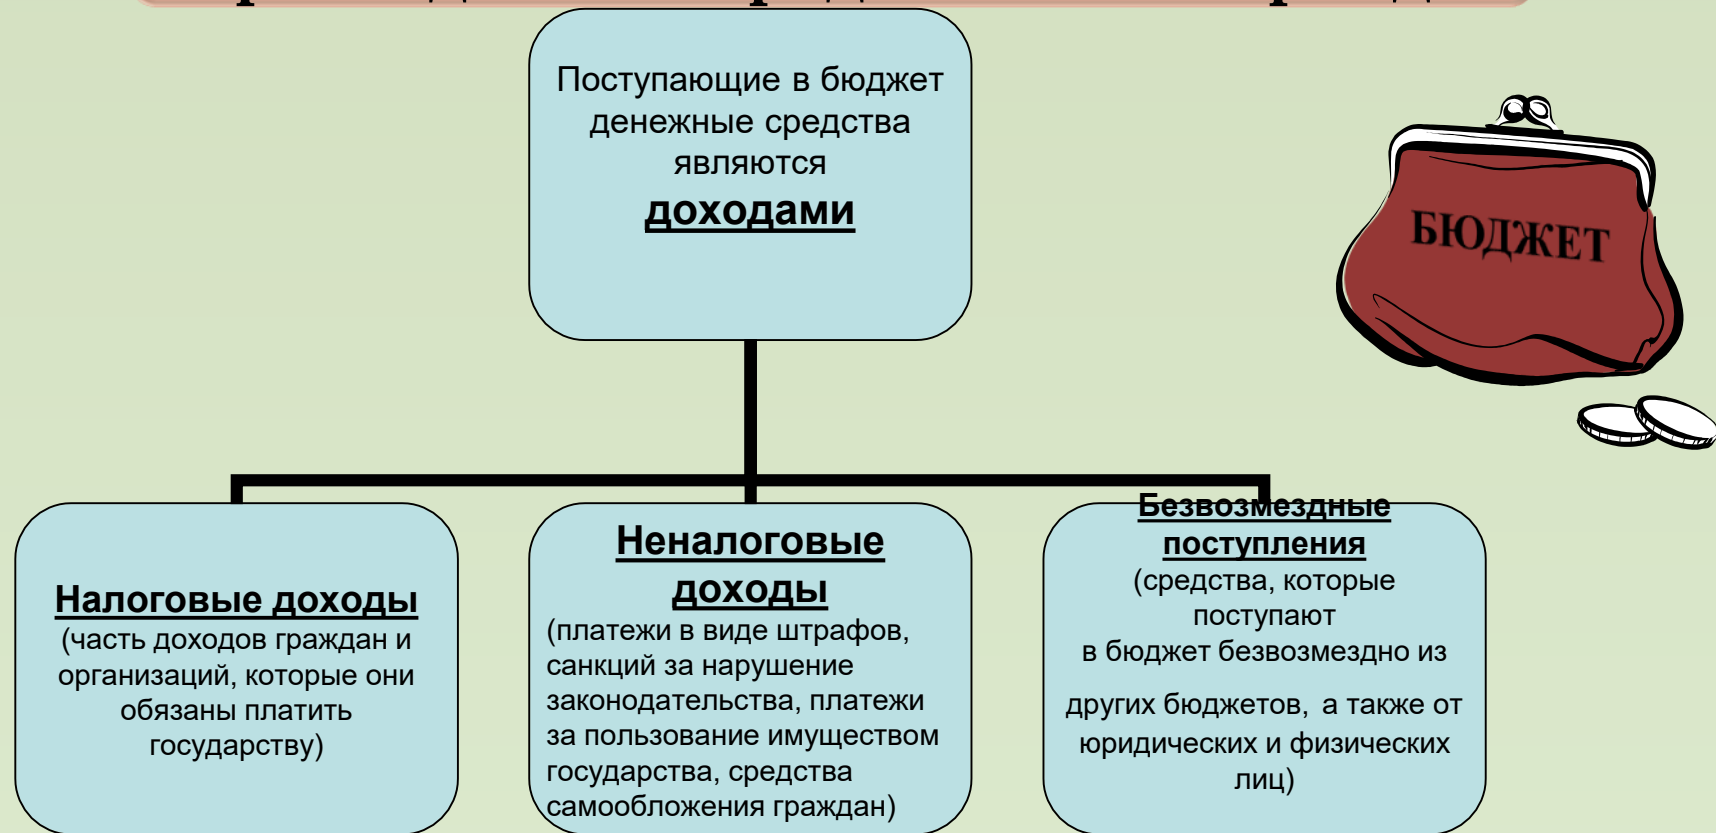 Поступающие в бюджет
денежные средства
являются
доходами
БЮДЖЕТ
Налоговые доходы
(часть доходов граждан и
организаций, которые они
обязаны платить
государству)
Неналоговые
доходы
(платежи в виде штрафов,
санкций за нарушение
законодательства, платежи
за пользование имуществом
государства, средства
самообложения граждан)
Безвозмездные
поступления
(средства, которые
поступают
в бюджет безвозмездно из
других бюджетов, а также от
юридических и физических
лиц)